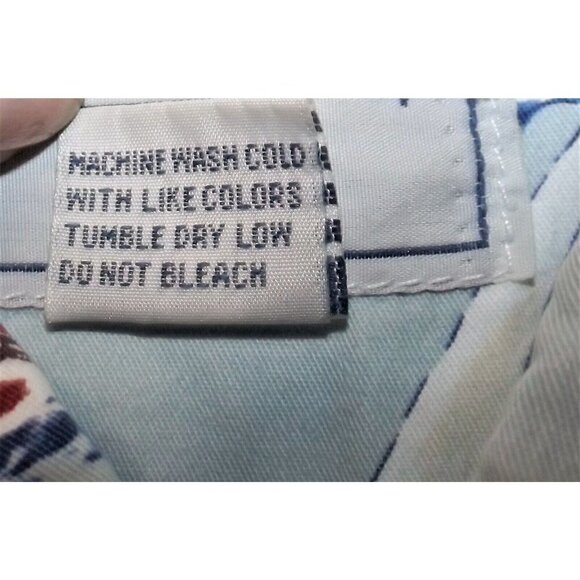 MACHINE WASH COLD
WITH LIKE COLORS
TUMBLE DRY LOW
DO NOT BLEACH